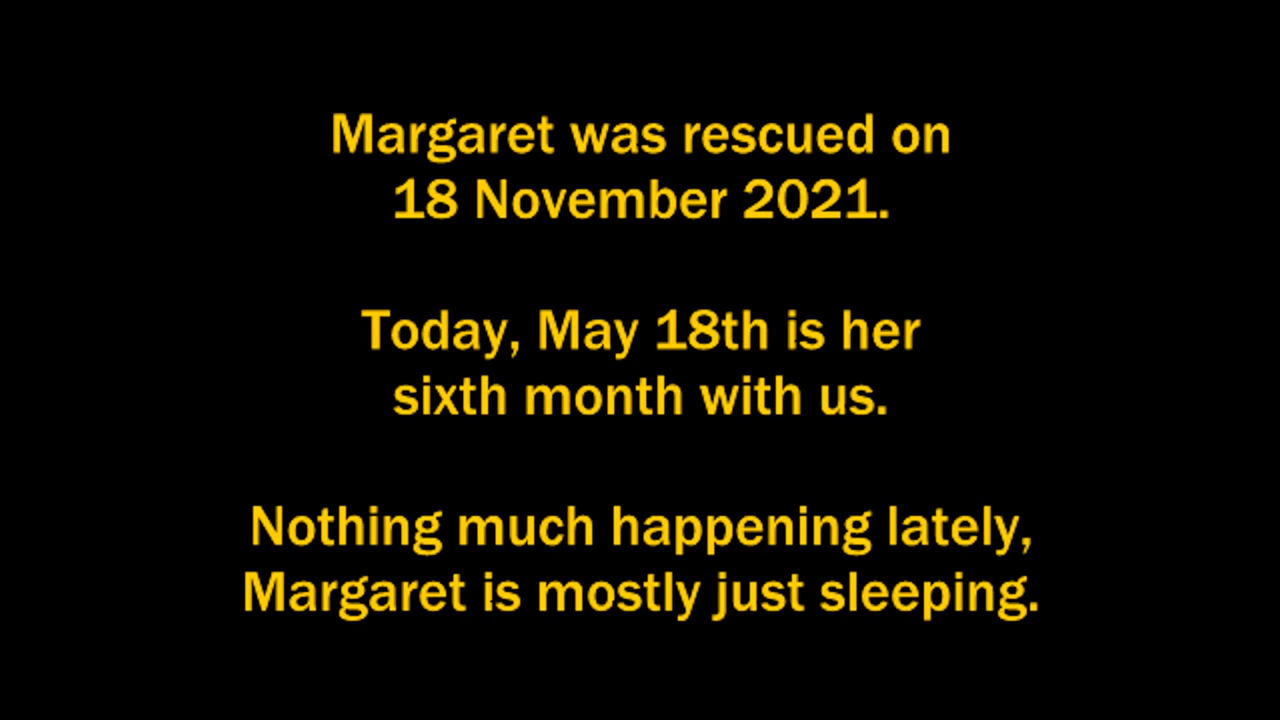 Margaret was rescued on
18 November 2021.
Today, May 18th is her
sixth month with us.
Nothing much happening lately,
Margaret is mostly just sleeping.